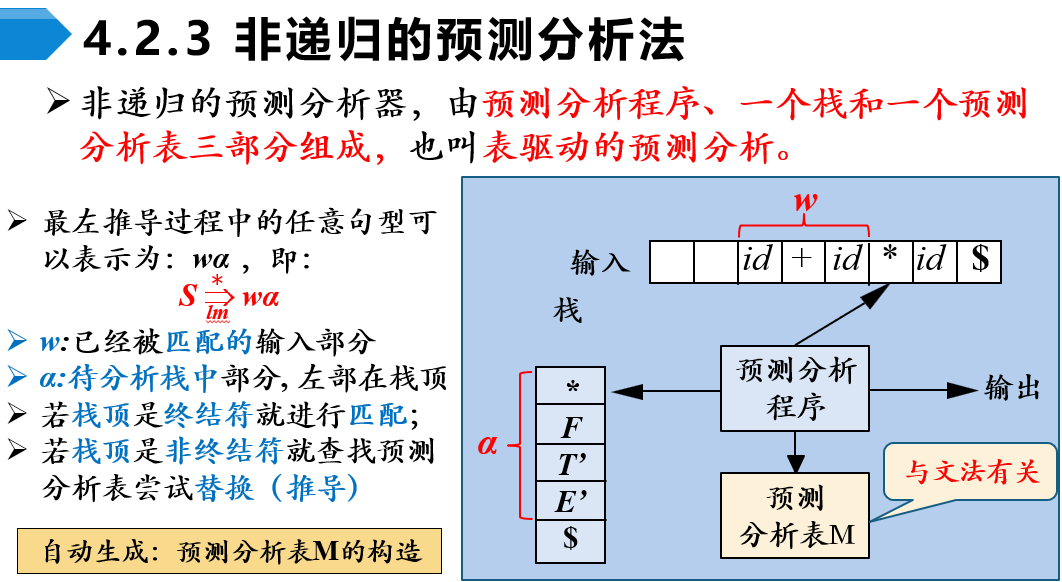 4.2.3 非递归的预测分析法
非递归的预测分析器，由预测分析程序、一个栈和一个预测
分析表三部分组成，也叫表驱动的预测分析。
最左推导过程中的任意句型可
以表示为：wα ，即：
S ⇒ wα
*
lm
w:已经被匹配的输入部分
α:待分析栈中部分, 左部在栈顶
若栈顶是终结符就进行匹配；
若栈顶是非终结符就查找预测
分析表尝试替换（推导）
自动生成：预测分析表M的构造
w
输入
id + id * id $
栈
α
*
F
T’
E’
$
预测分析
程序
输出
预测
分析表M
与文法有关